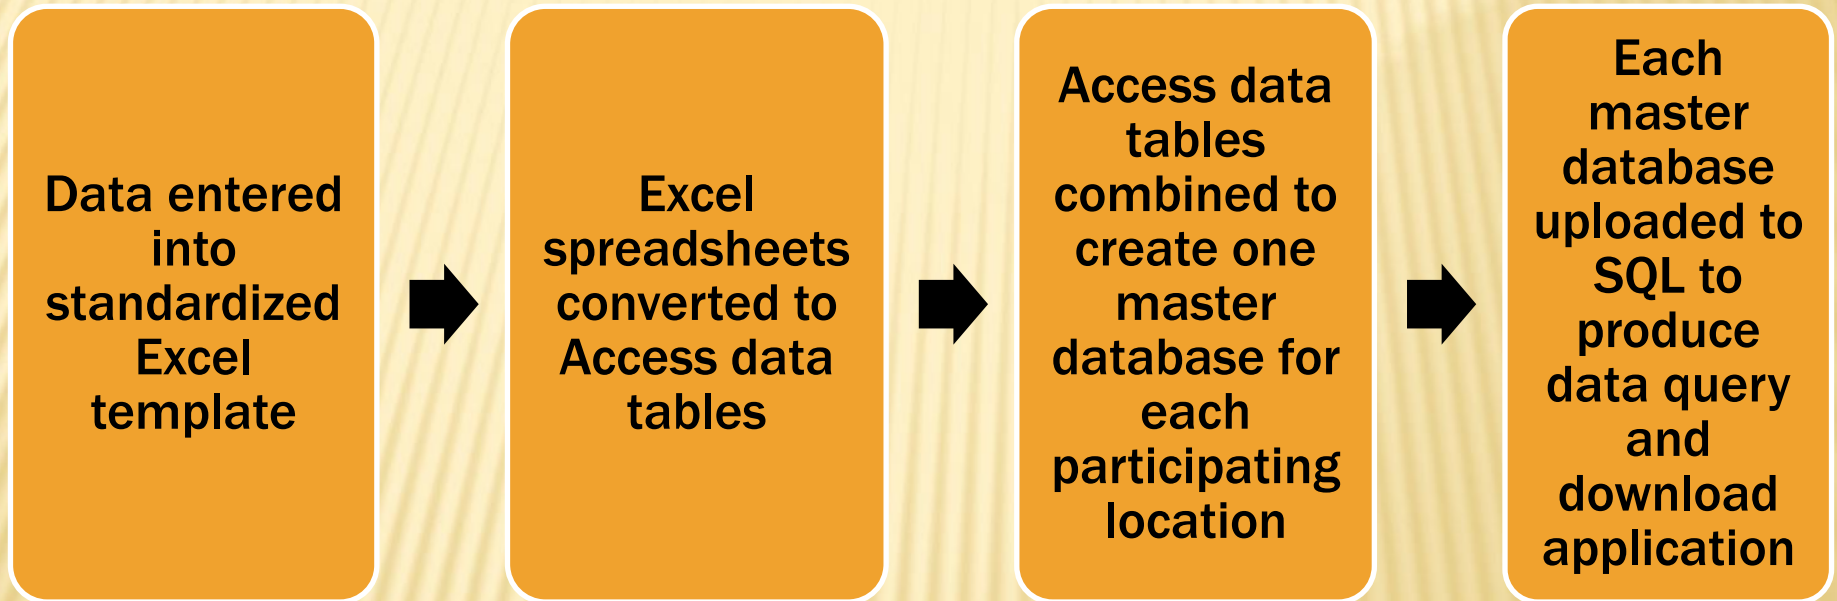 Data entered
into
standardized
Excel
template
Excel
spreadsheets
converted to
Access data
tables
Access data
tables
combined to
create one
master
database for
each
participating
location
Each
master
database
uploaded to
SQL to
produce
data query
and
download
application